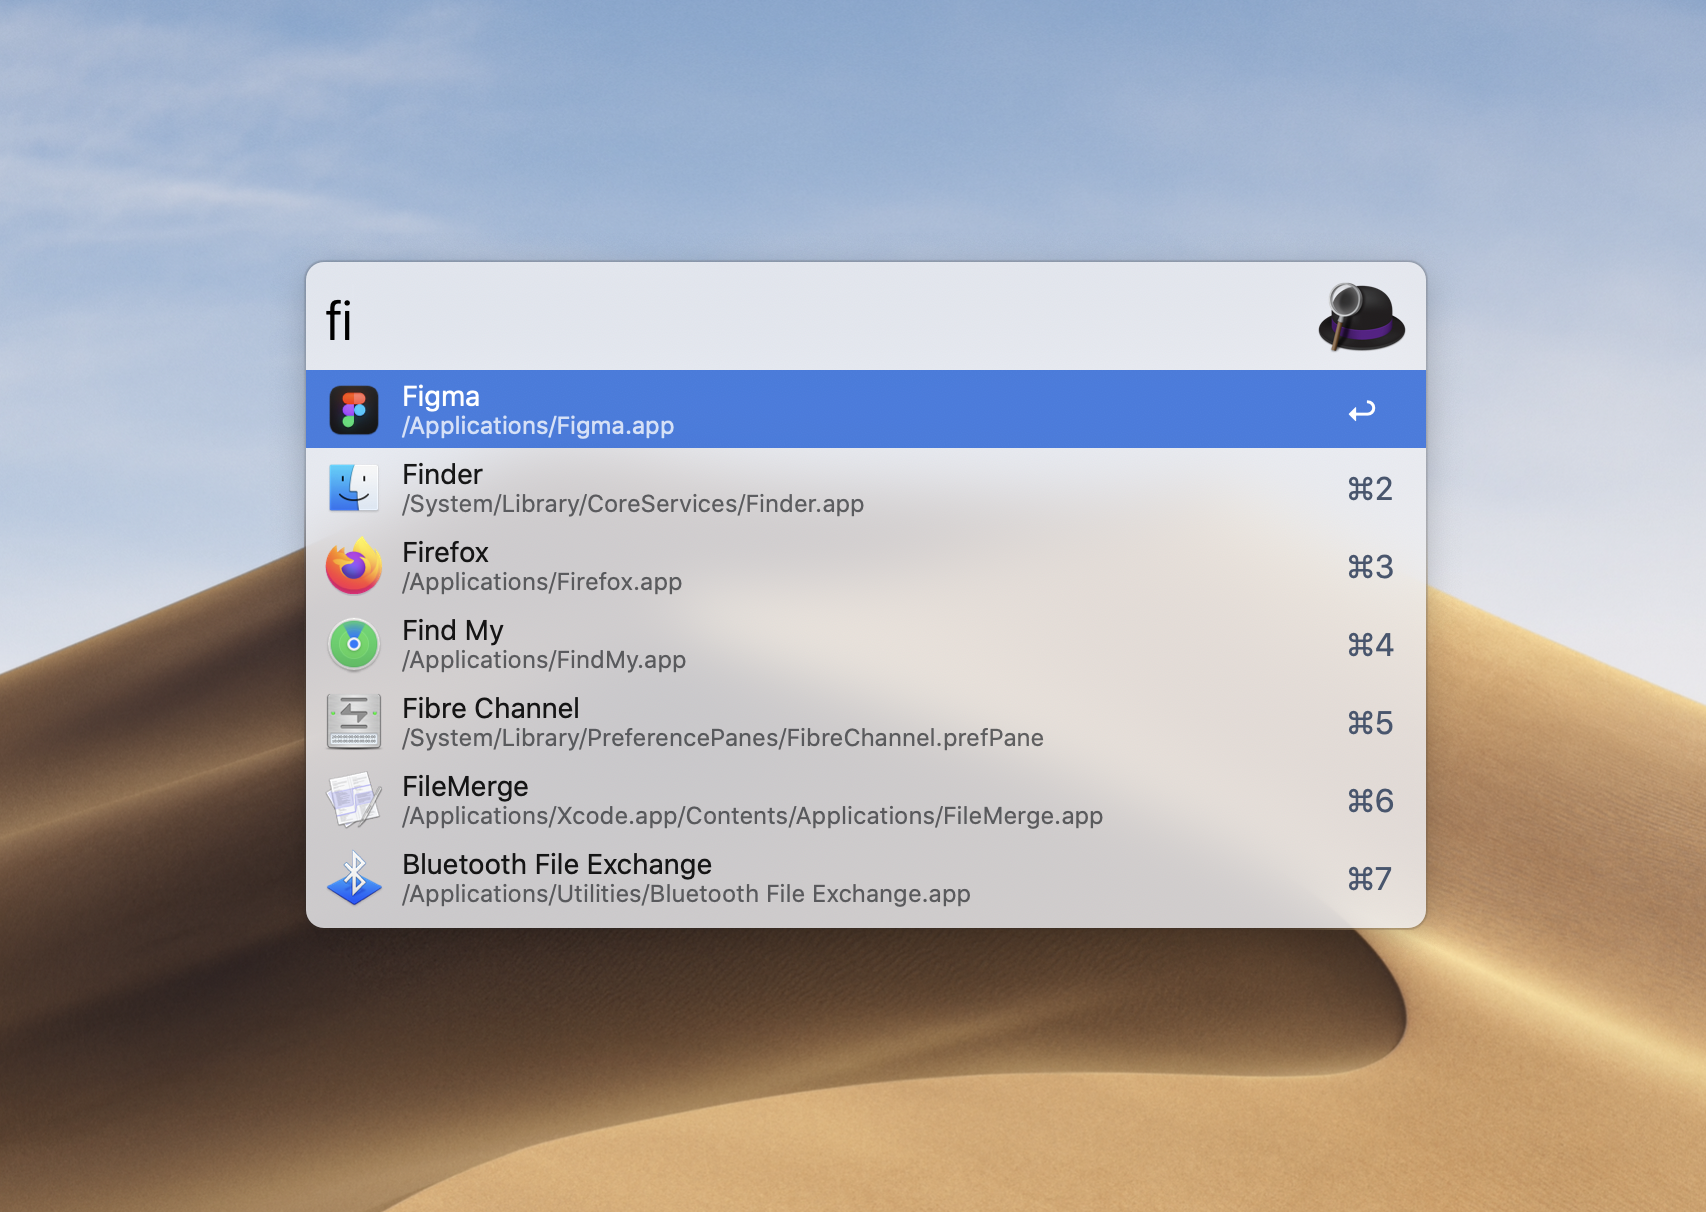 fi
Figma
/Applications/Figma.app
↩
Finder
/System/Library/CoreServices/Finder.app
⌘2
Firefox
/Applications/Firefox.app
⌘3
Find My
/Applications/FindMy.app
⌘4
Fibre Channel
/System/Library/PreferencePanes/FibreChannel.prefPane
⌘5
FileMerge
/Applications/Xcode.app/Contents/Applications/FileMerge.app
⌘6
Bluetooth File Exchange
/Applications/Utilities/Bluetooth File Exchange.app
⌘7